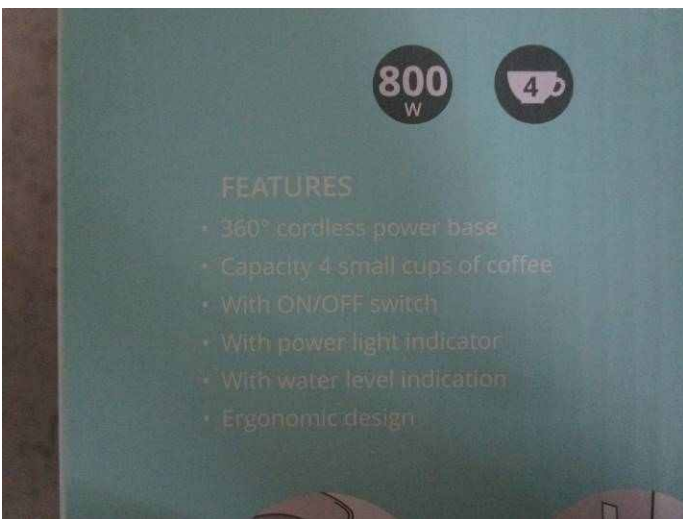 800
W
4
FEATURES
• 360° cordless power base
• Capacity 4 small cups of coffee
• With ON/OFF switch
• With power light indicator
• With water level indication
• Ergonomic design